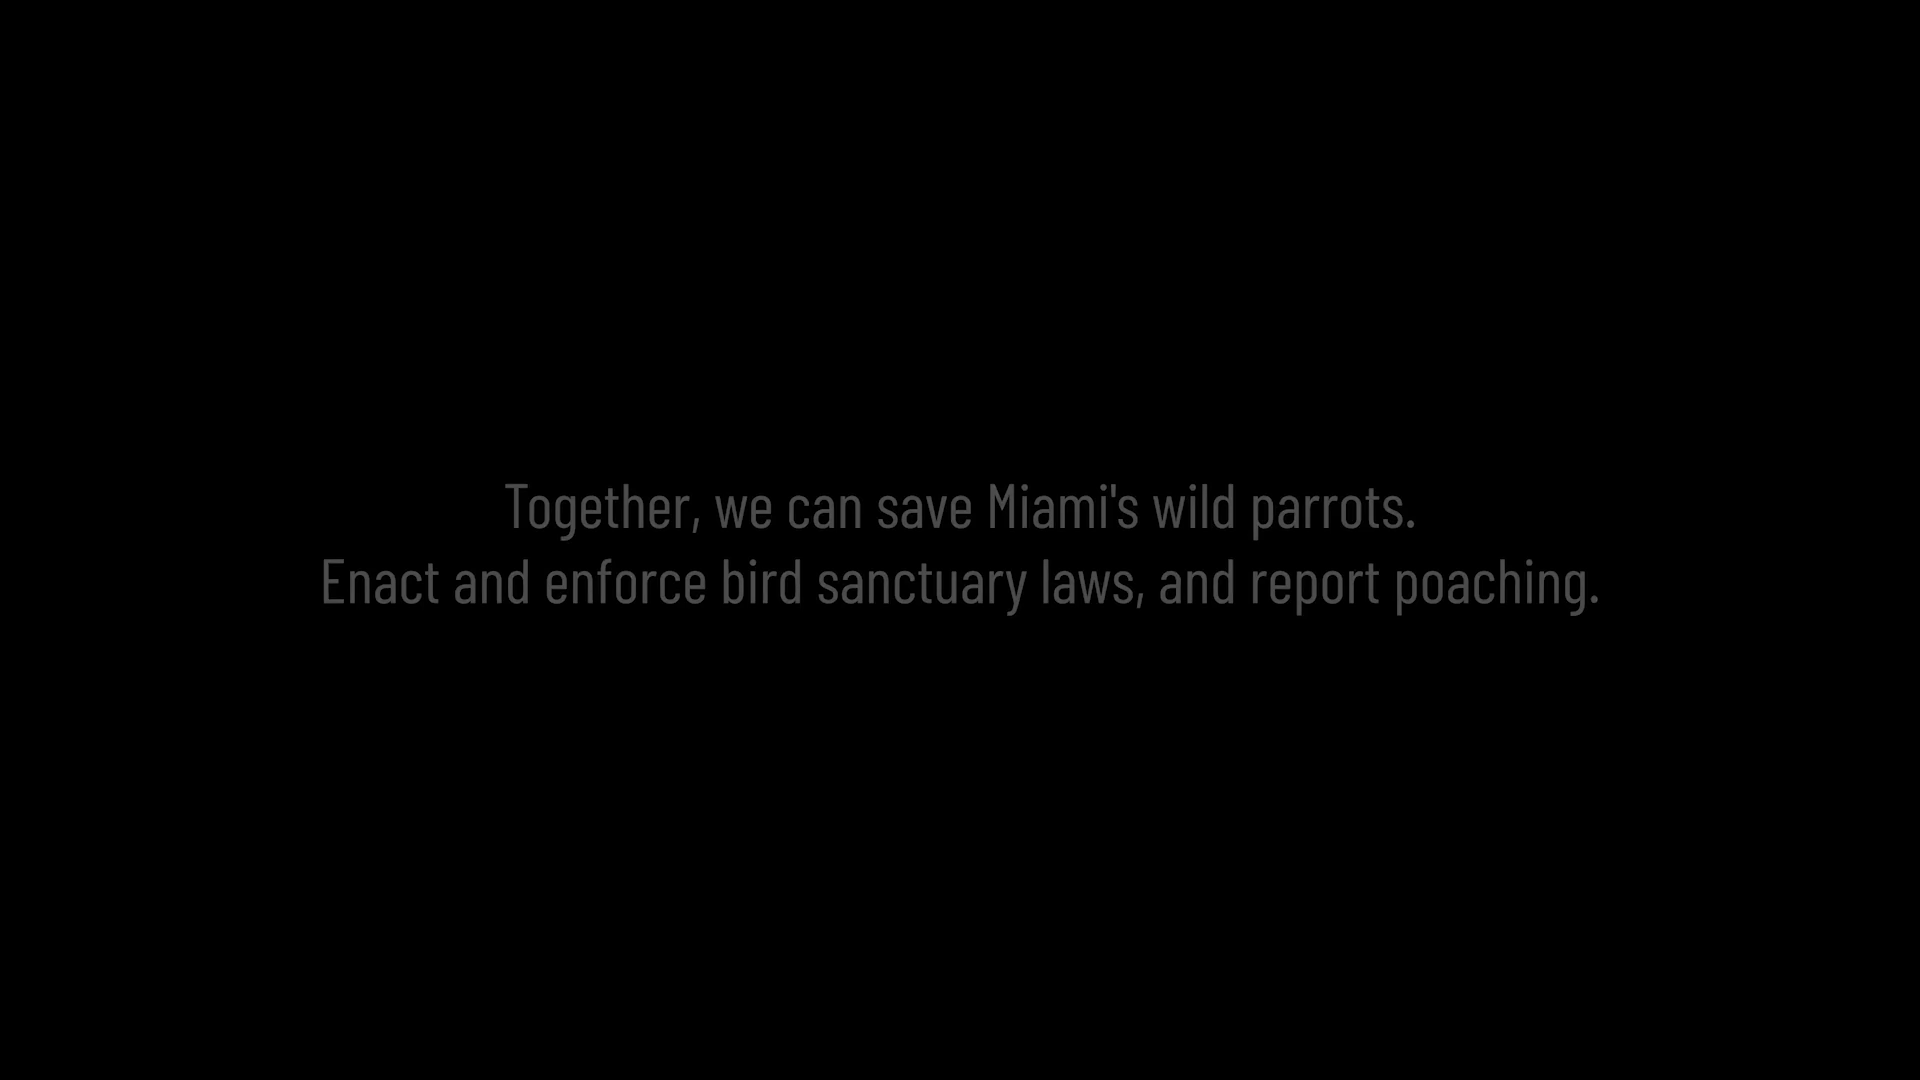 Together, we can save Miami's wild parrots.
Enact and enforce bird sanctuary laws, and report poaching.